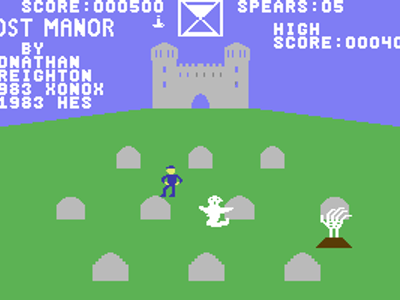 SCORE:000500
SPEARS:05
OST MANOR
BY
ONATHAN
REIGHTON
983 XONOX
1983 HES
HIGH
SCORE:00040